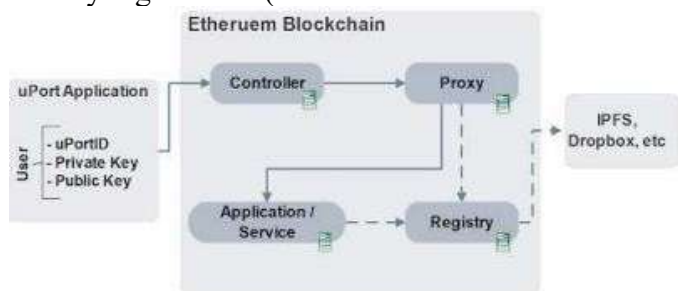 Etheruem Blockchain
uPort Application
User
- uPortID
- Private Key
- Public Key
Controller
Proxy
Application /
Service
Registry
IPFS,
Dropbox, etc